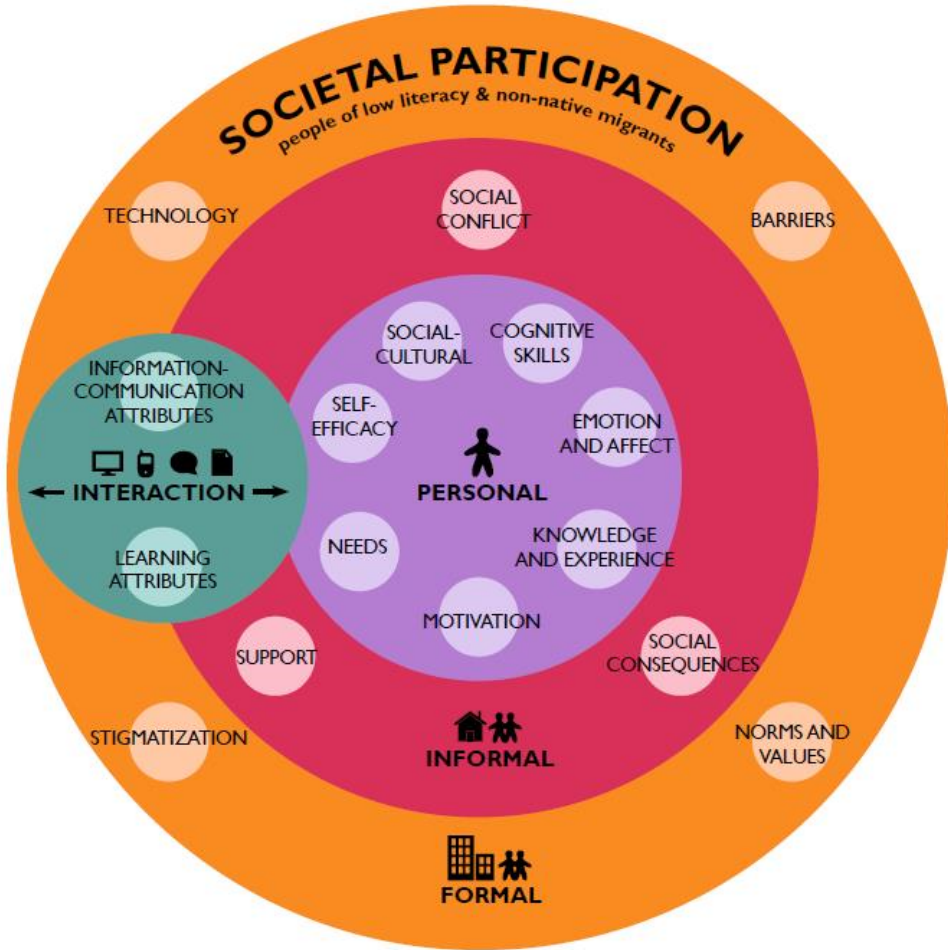 SOCIETAL PARTICIPATION
people of low literacy & non-native migrants
TECHNOLOGY
SOCIAL
CONFLICT
BARRIERS
SOCIAL-
CULTURAL
COGNITIVE
SKILLS
INFORMATION-
COMMUNICATION
ATTRIBUTES
SELF-
EFFICACY
EMOTION
AND AFFECT
INTERACTION
PERSONAL
LEARNING
ATTRIBUTES
NEEDS
KNOWLEDGE
AND EXPERIENCE
MOTIVATION
SUPPORT
SOCIAL
CONSEQUENCES
STIGMATIZATION
INFORMAL
NORMS AND
VALUES
FORMAL